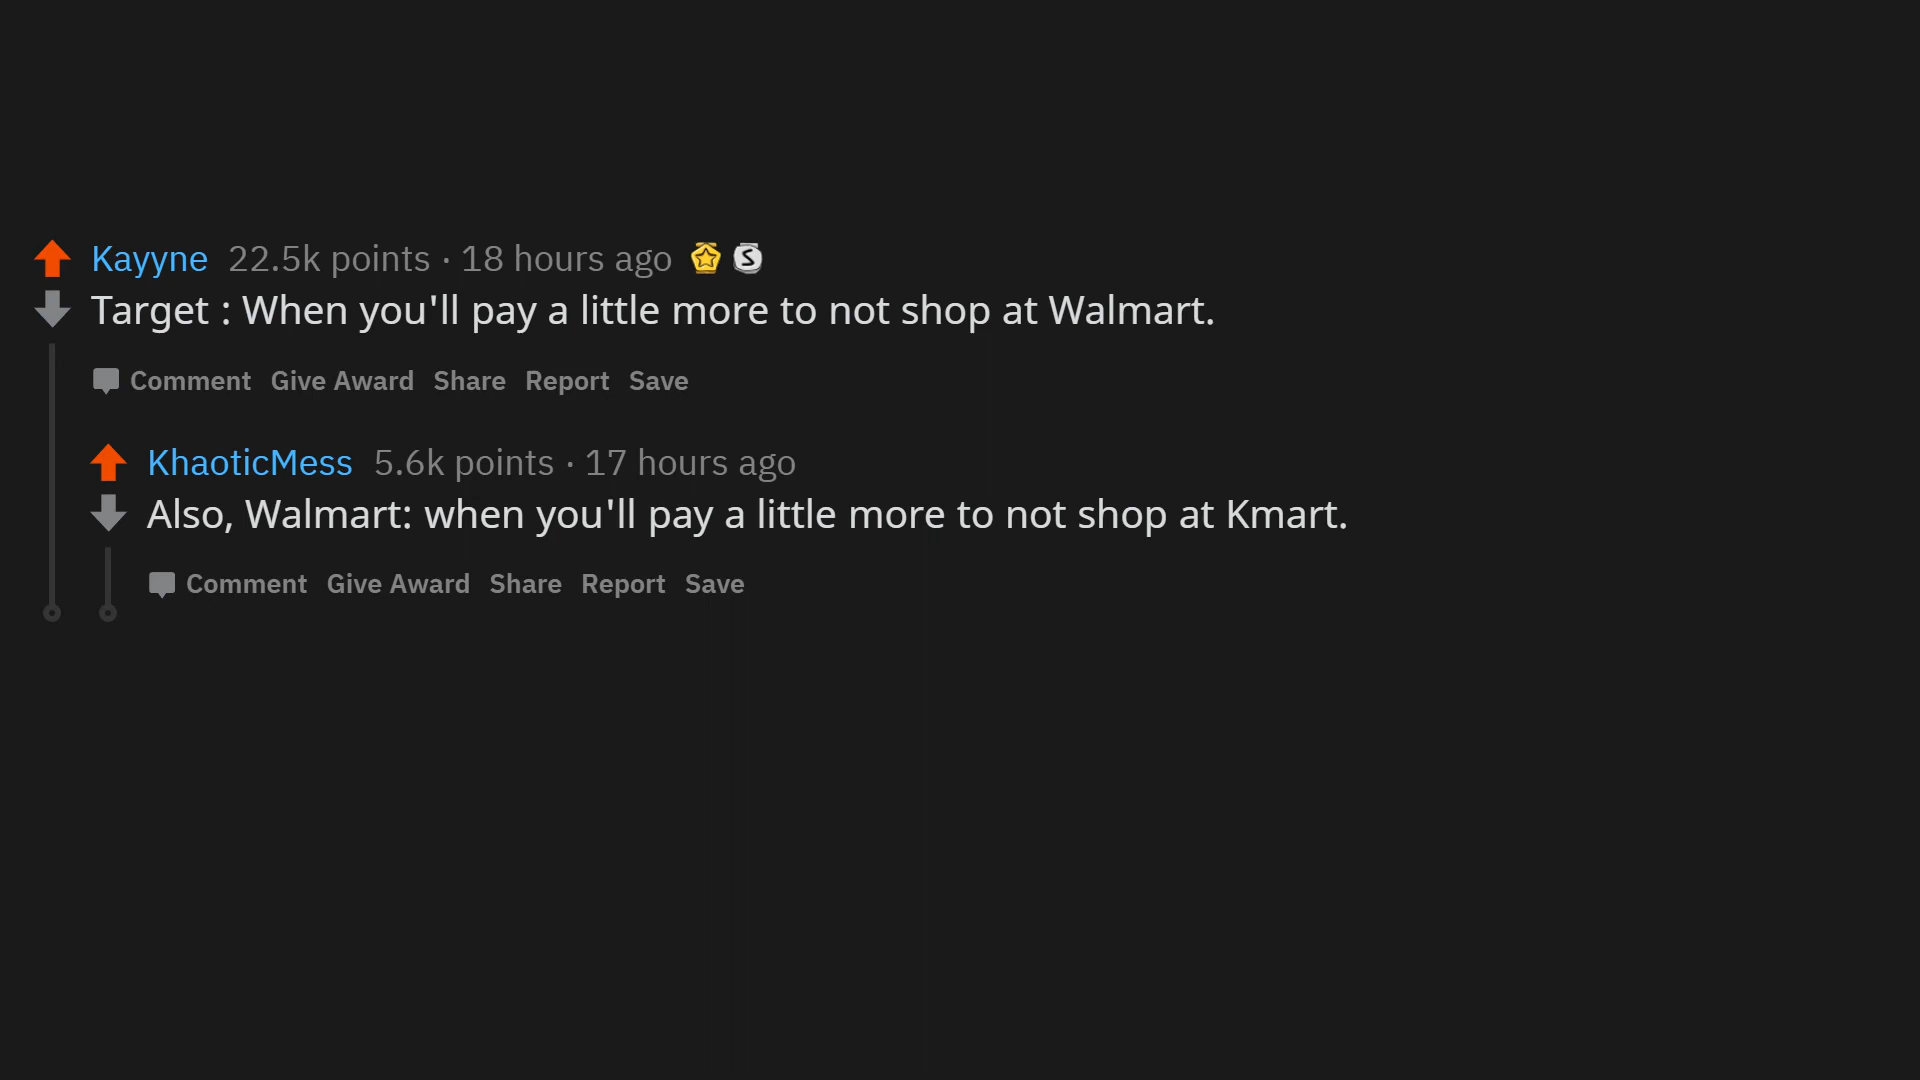 Kayyne 22.5k points · 18 hours ago
Target : When you'll pay a little more to not shop at Walmart.
Comment Give Award Share Report Save
KhaoticMess 5.6k points · 17 hours ago
Also, Walmart: when you'll pay a little more to not shop at Kmart.
Comment Give Award Share Report Save